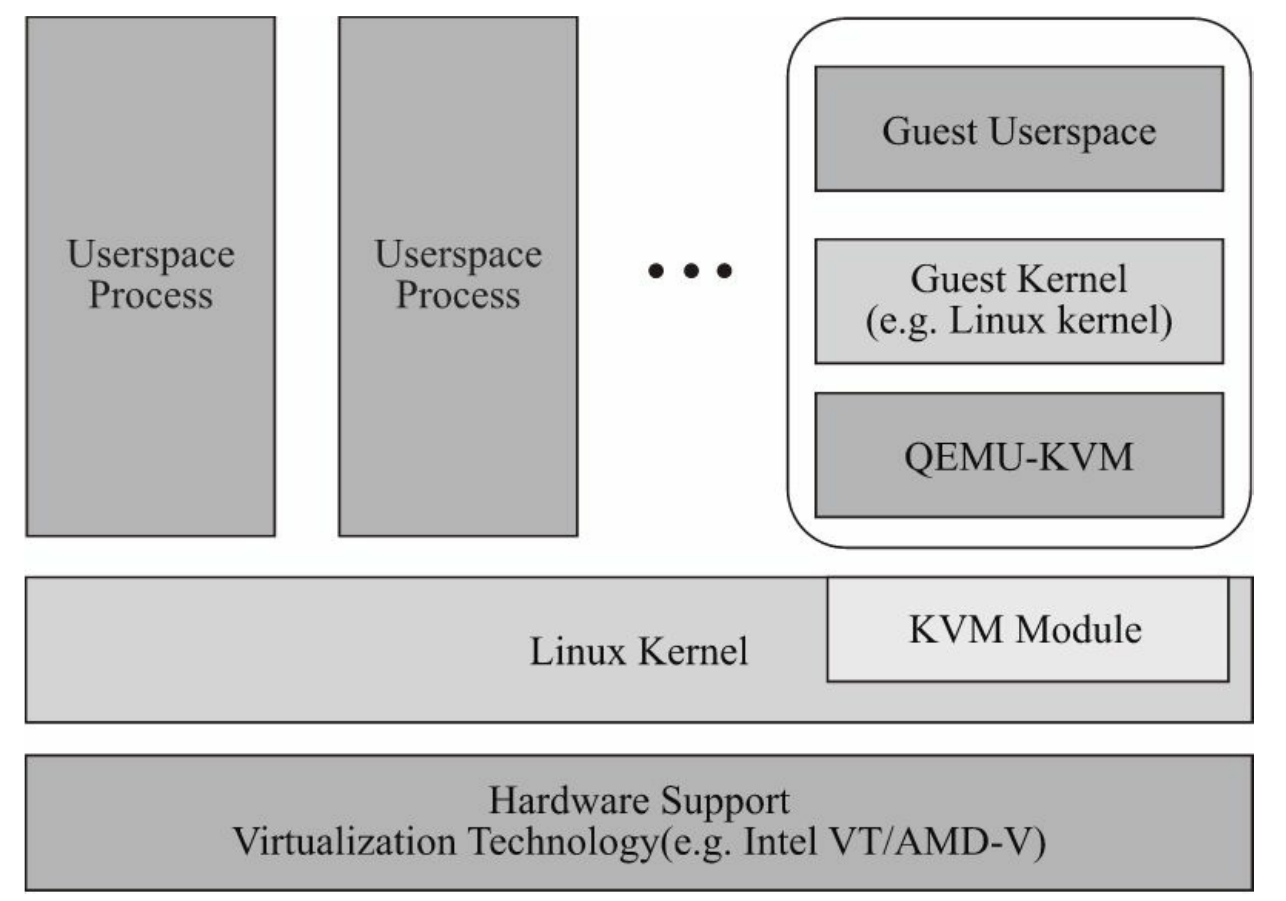 Userspace
Process
Userspace
Process
Guest Userspace
Guest Kernel
(e.g. Linux kernel)
QEMU-KVM
Linux Kernel
KVM Module
Hardware Support
Virtualization Technology(e.g. Intel VT/AMD-V)